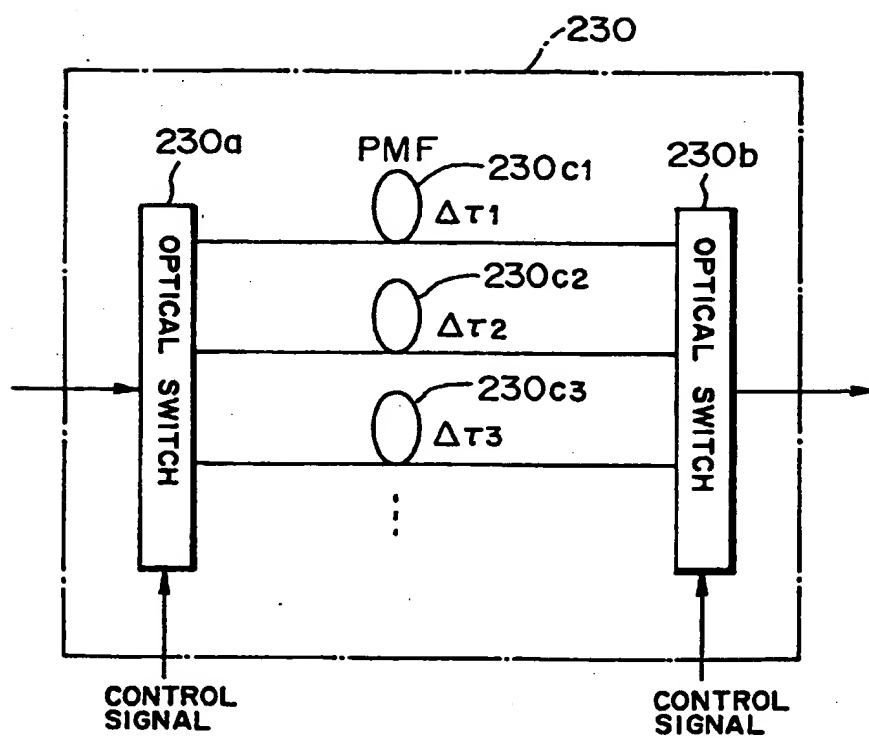 230
230a
PMF
230c1
230b
Δτ1
230c2
Δτ2
230c3
Δτ3
OPTICAL SWITCH
OPTICAL SWITCH
CONTROL
SIGNAL
CONTROL
SIGNAL